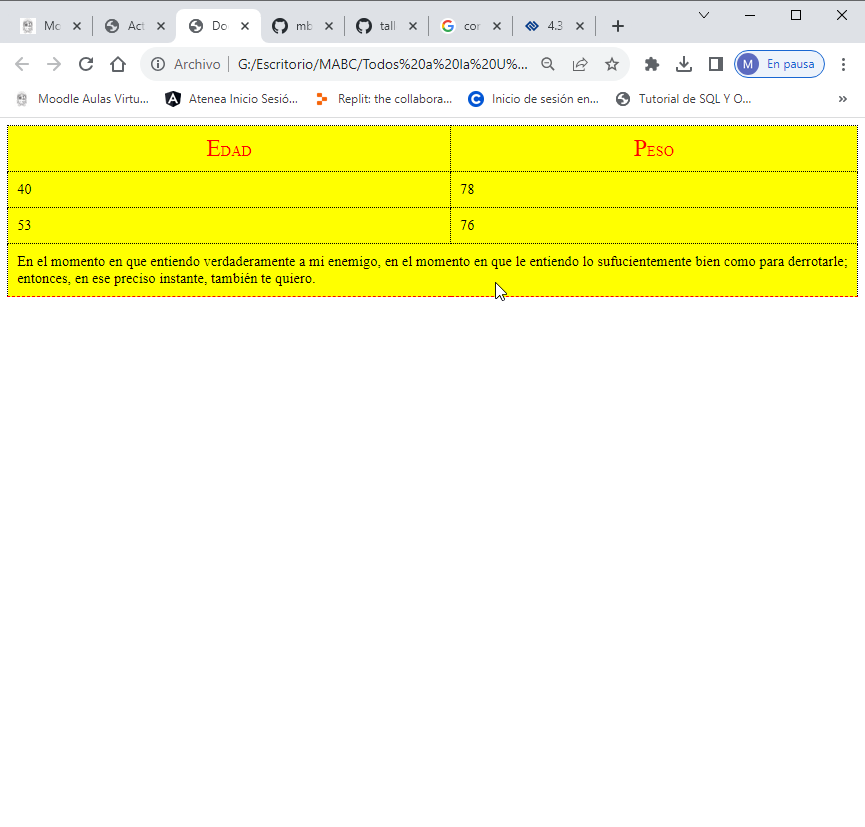 Mo
Act
Do
mb
tall
cor
4.3
Archivo
G:/Escritorio/MABC/Todos%20a%20la%20U%...
M
En pausa
Moodle Aulas Virtu...
Atenea Inicio Sesió...
Replit: the collabora...
Inicio de sesión en...
Tutorial de SQL Y O...
»
Edad
Peso
40
78
53
76
En el momento en que entiendo verdaderamente a mi enemigo, en el momento en que le entiendo lo sufucientemente bien como para derrotarle;
entonces, en ese preciso instante, también te quiero.